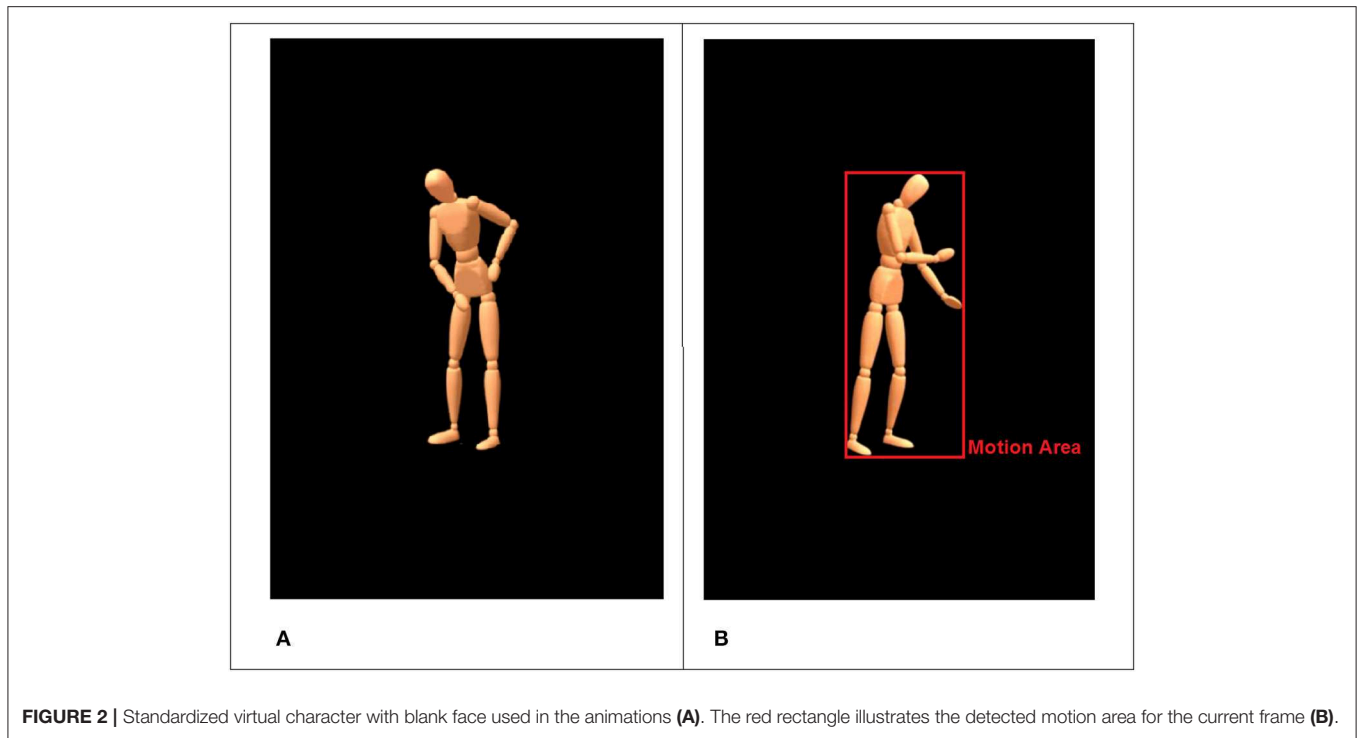 Motion Area
A
B
FIGURE 2 | Standardized virtual character with blank face used in the animations (A). The red rectangle illustrates the detected motion area for the current frame (B).